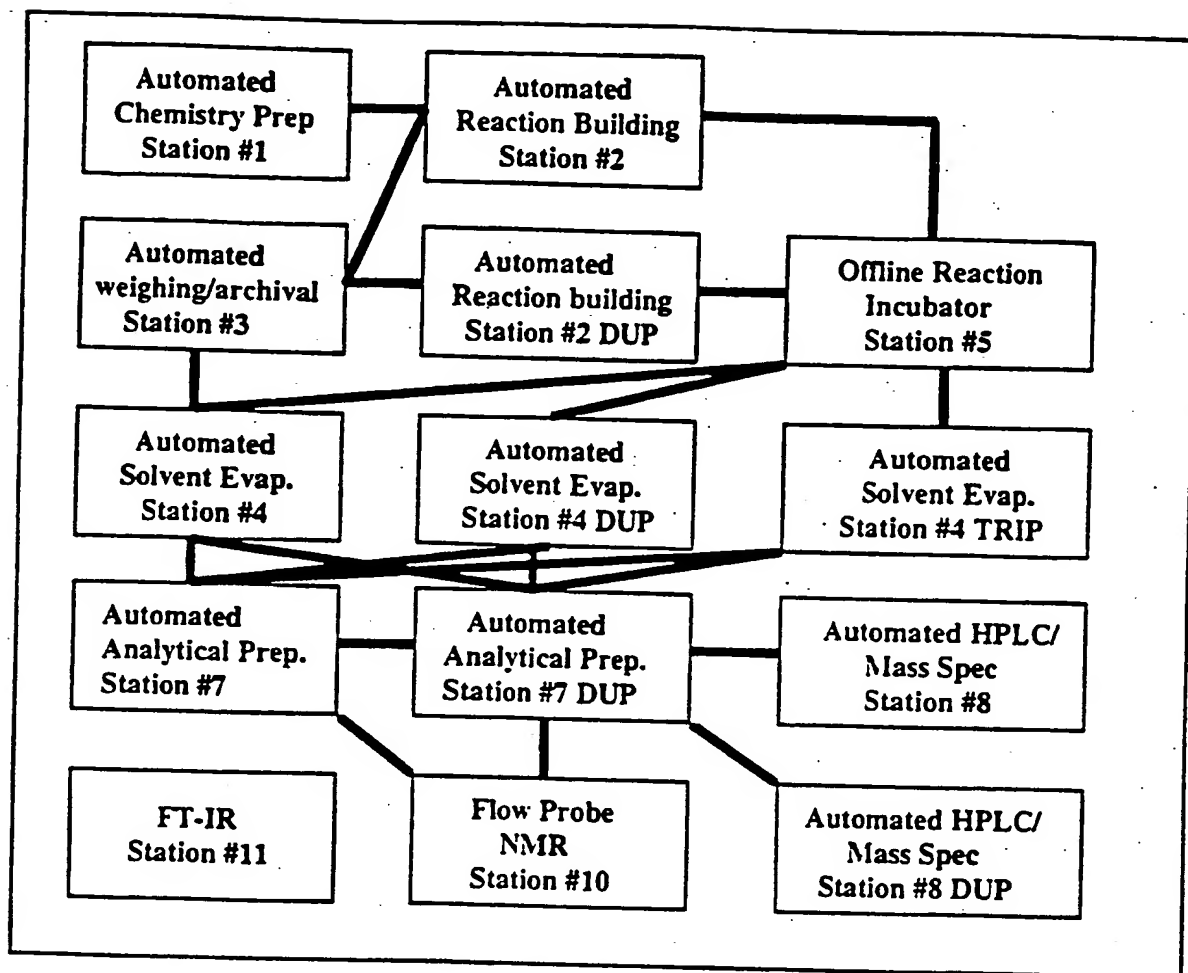 Automated
Chemistry Prep
Station #1
Automated
Reaction Building
Station #2
Automated
weighing/archival
Station #3
Automated
Reaction building
Station #2 DUP
Offline Reaction
Incubator
Station #5
Automated
Solvent Evap.
Station #4
Automated
Solvent Evap.
Station #4 DUP
Automated
Solvent Evap.
Station #4 TRIP
Automated
Analytical Prep.
Station #7
Automated
Analytical Prep.
Station #7 DUP
Automated HPLC/
Mass Spec
Station #8
FT-IR
Station #11
Flow Probe
NMR
Station #10
Automated HPLC/
Mass Spec
Station #8 DUP